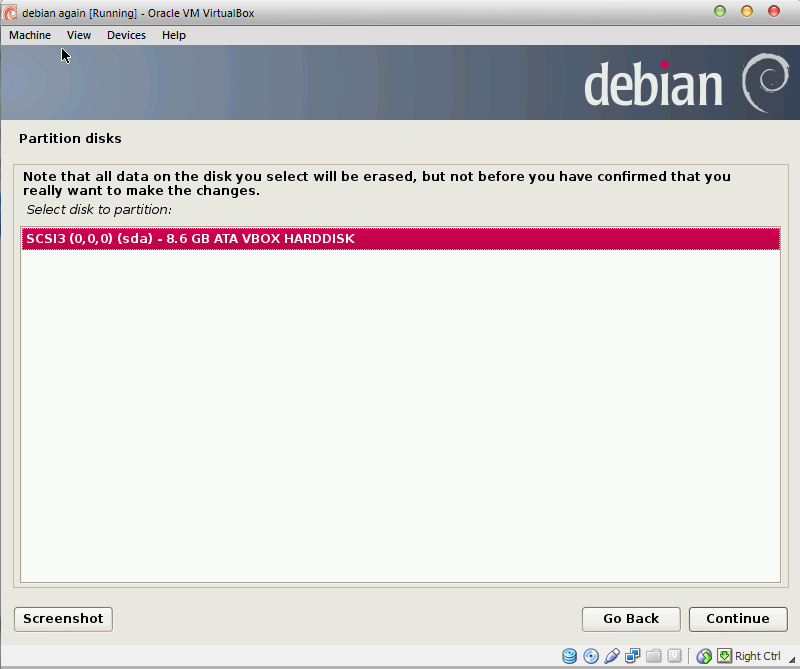 debian again [Running] - Oracle VM VirtualBox
Machine View Devices Help
debian
Partition disks
Note that all data on the disk you select will be erased, but not before you have confirmed that you
really want to make the changes.
Select disk to partition:
SCSI3 (0,0,0) (sda) - 8.6 GB ATA VBOX HARDDISK
Screenshot
Go Back
Continue
Right Ctrl